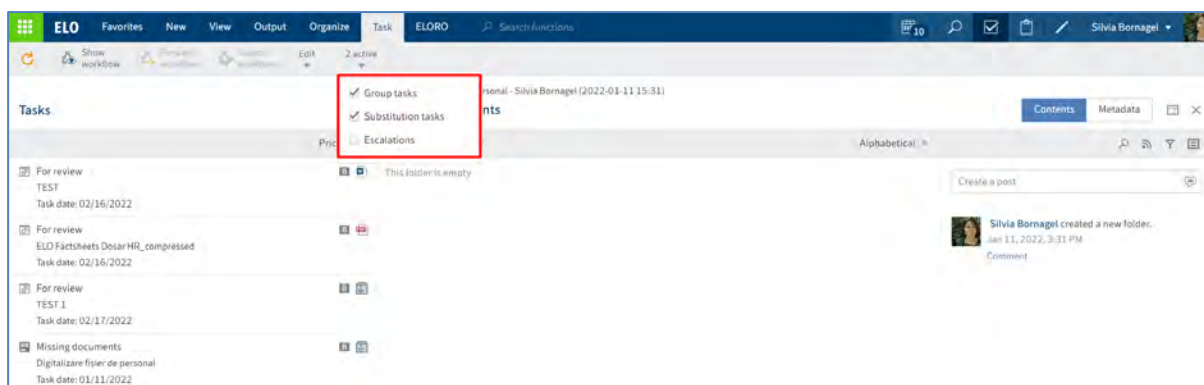 ELO Favorites New View Output Organize Task ELORO Search functions 10 Silvia Bornagel
Show workflow Edit 2 active
Group tasks
Substitution tasks
Escalations
rsonal - Silvia Bornagel (2022-01-11 15:31)
Tasks nts Contents Metadata
Alphabetical
For review
TEST
Task date: 02/16/2022
For review
ELO Factsheets Dosar HR_compressed
Task date: 02/16/2022
For review
TEST 1
Task date: 02/17/2022
Missing documents
Digitalizare fisier de personal
Task date: 01/11/2022
This folder is empty
Create a post
Silvia Bornagel created a new folder.
Jan 11, 2022, 3:31 PM
Comment